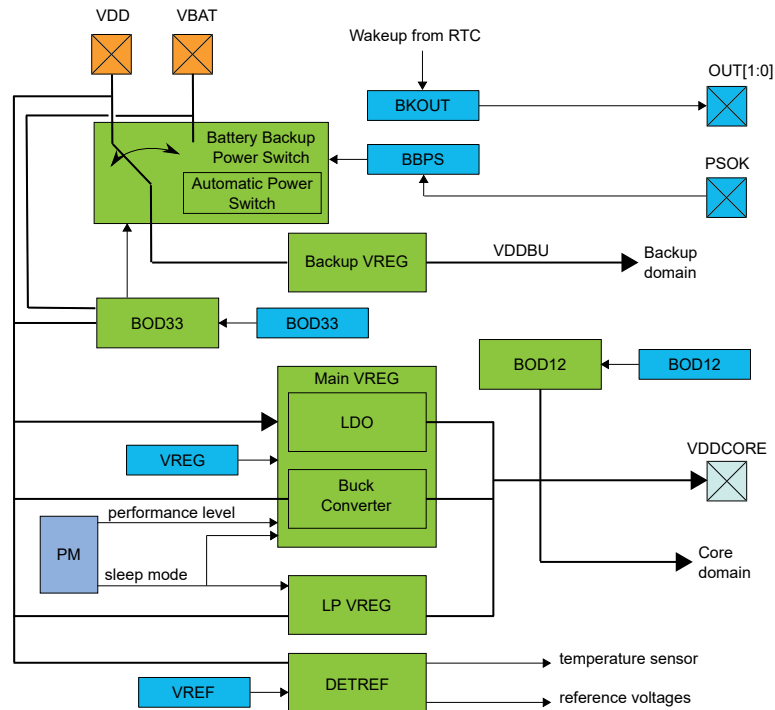 VDD
VBAT
Wakeup from RTC
OUT[1:0]
BKOUT
Battery Backup
Power Switch
BBPS
PSOK
Automatic Power
Switch
Backup VREG
VDDBU
Backup
domain
BOD33
BOD33
BOD12
BOD12
Main VREG
LDO
VREG
VDDCORE
Buck
Converter
performance level
PM
sleep mode
Core
domain
LP VREG
temperature sensor
VREF
DETREF
reference voltages